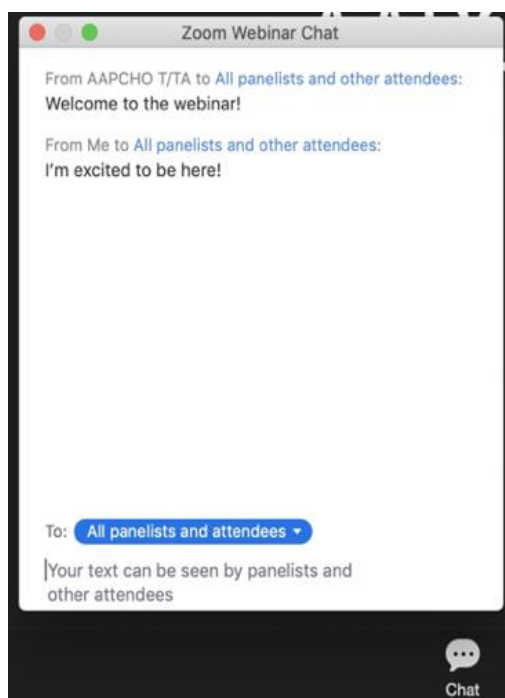 Zoom Webinar Chat
From AAPCHO T/TA to All panelists and other attendees:
Welcome to the webinar!
From Me to All panelists and other attendees:
I'm excited to be here!
To: All panelists and attendees
Your text can be seen by panelists and
other attendees
Chat